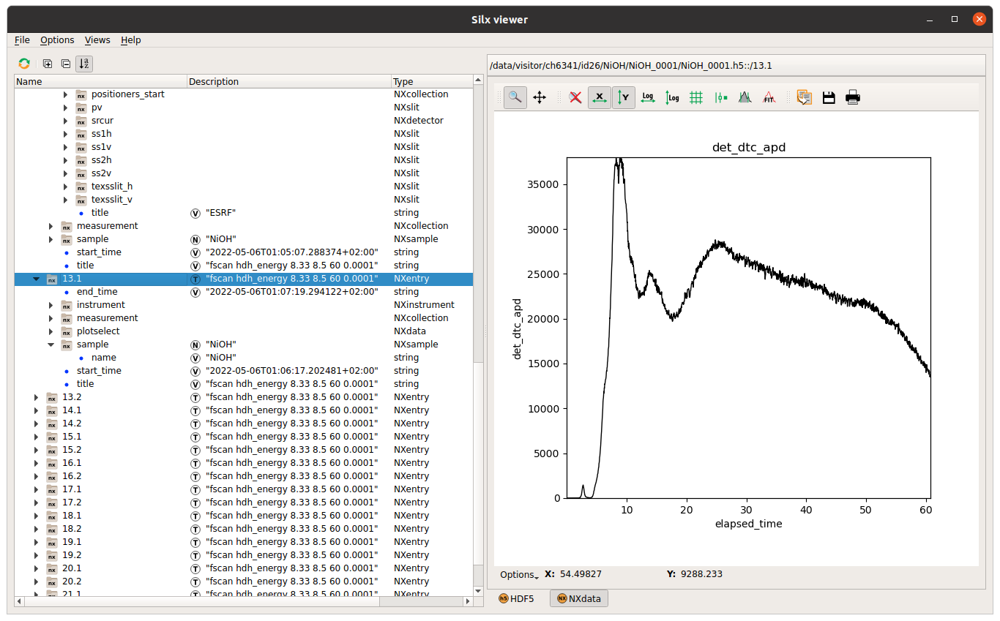 Silx viewer
File Options Views Help
Name Description Type
positioners_start NXcollection
pv NXslit
srcur NXdetector
ss1h NXslit
ss1v NXslit
ss2h NXslit
ss2v NXslit
texsslit_h NXslit
texsslit_v NXslit
title V "ESRF" string
measurement NXcollection
sample N "NiOH" NXsample
start_time V "2022-05-06T01:05:07.288374+02:00" string
title V "fscan hdh_energy 8.33 8.5 60 0.0001" string
13.1 T "fscan hdh_energy 8.33 8.5 60 0.0001" NXentry
end_time V "2022-05-06T01:07:19.294122+02:00" string
instrument NXinstrument
measurement NXcollection
plotselect NXdata
sample N "NiOH" NXsample
name V "NiOH" string
start_time V "2022-05-06T01:06:17.202481+02:00" string
title V "fscan hdh_energy 8.33 8.5 60 0.0001" string
13.2 T "fscan hdh_energy 8.33 8.5 60 0.0001" NXentry
14.1 T "fscan hdh_energy 8.33 8.5 60 0.0001" NXentry
14.2 T "fscan hdh_energy 8.33 8.5 60 0.0001" NXentry
15.1 T "fscan hdh_energy 8.33 8.5 60 0.0001" NXentry
15.2 T "fscan hdh_energy 8.33 8.5 60 0.0001" NXentry
16.1 T "fscan hdh_energy 8.33 8.5 60 0.0001" NXentry
16.2 T "fscan hdh_energy 8.33 8.5 60 0.0001" NXentry
17.1 T "fscan hdh_energy 8.33 8.5 60 0.0001" NXentry
17.2 T "fscan hdh_energy 8.33 8.5 60 0.0001" NXentry
18.1 T "fscan hdh_energy 8.33 8.5 60 0.0001" NXentry
18.2 T "fscan hdh_energy 8.33 8.5 60 0.0001" NXentry
19.1 T "fscan hdh_energy 8.33 8.5 60 0.0001" NXentry
19.2 T "fscan hdh_energy 8.33 8.5 60 0.0001" NXentry
20.1 T "fscan hdh_energy 8.33 8.5 60 0.0001" NXentry
20.2 T "fscan hdh_energy 8.33 8.5 60 0.0001" NXentry
21.1 T "fscan hdh_energy 8.33 8.5 60 0.0001" NXentry
/data/visitor/ch6341/id26/NiOH/NiOH_0001/NiOH_0001.h5::/13.1
X Y Log Log FIT
det_dtc_apd
35000
30000
25000
20000
15000
10000
5000
0
det_dtc_apd
10 20 30 40 50 60
elapsed_time
Options X: 54.49827 Y: 9288.233
h5 HDF5 NX NXdata